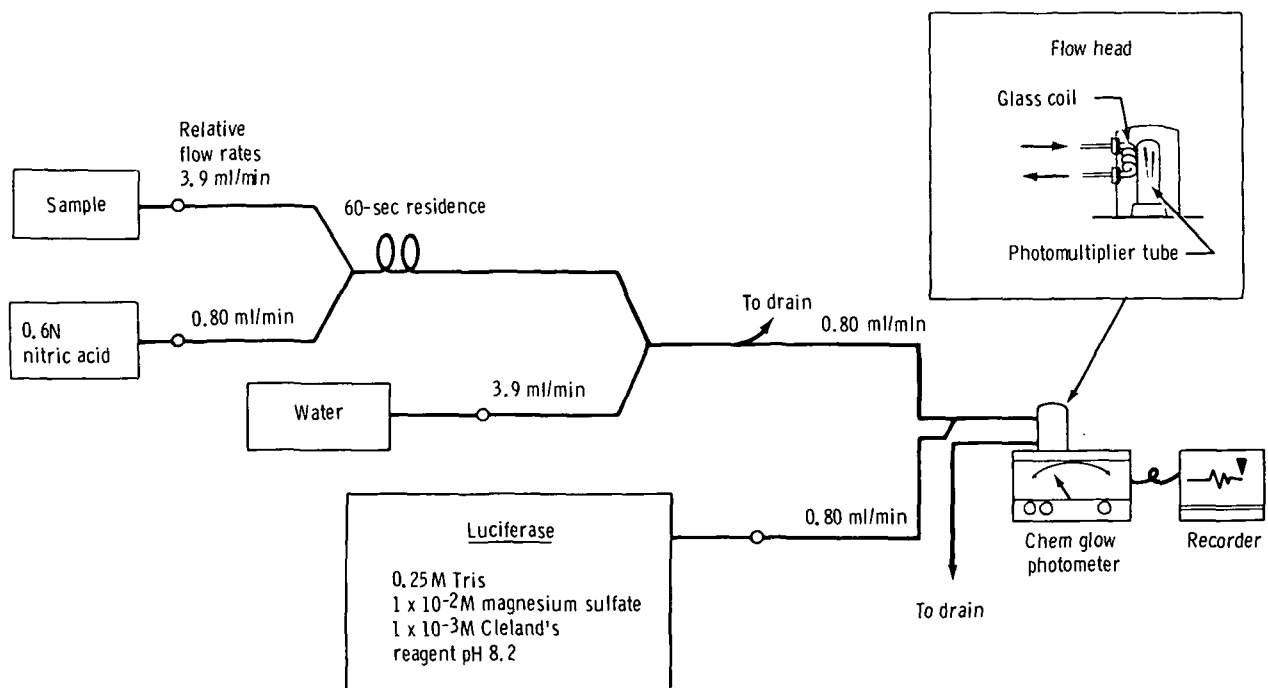 Flow head
Glass coil
Photomultiplier tube
Relative
flow rates
3.9 ml/min
Sample
60-sec residence
0.6N
nitric acid
0.80 ml/min
To drain
0.80 ml/min
Water
3.9 ml/min
Luciferase
0.25M Tris
1 x 10-2M magnesium sulfate
1 x 10-3M Cleland's
reagent pH 8.2
0.80 ml/min
Chem glow
photometer
Recorder
To drain